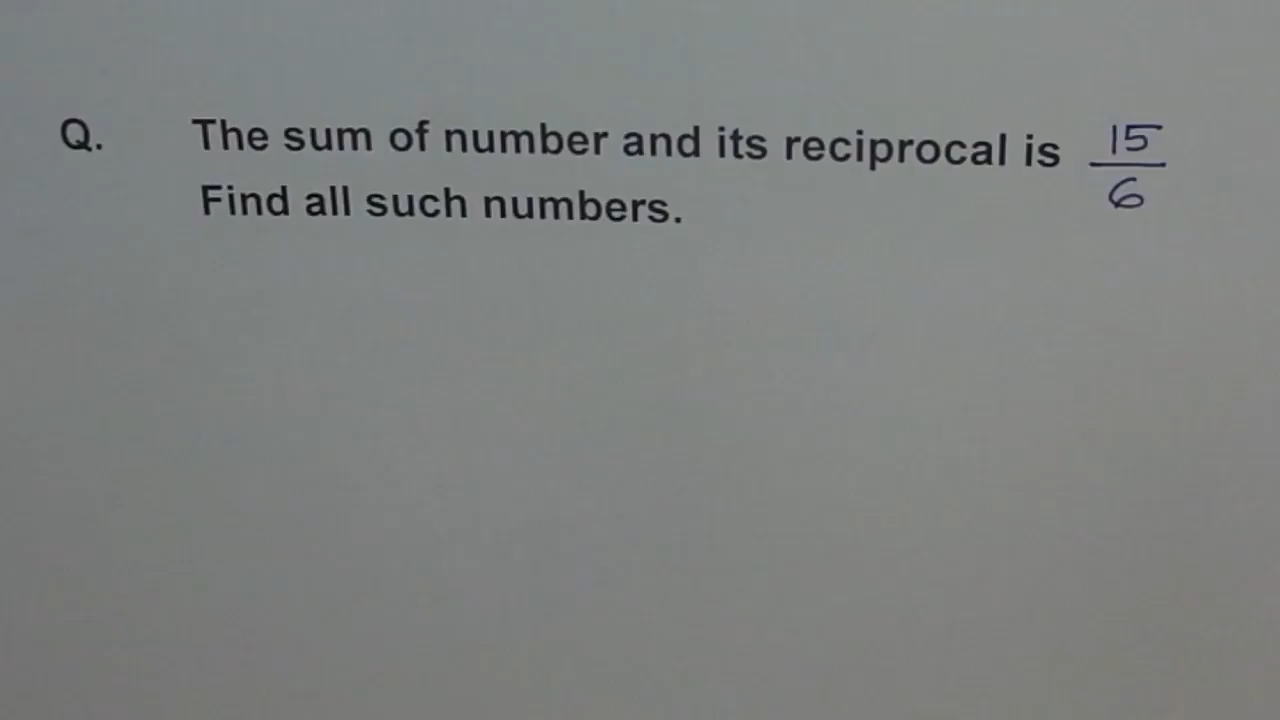 Q. The sum of number and its reciprocal is 15/6
Find all such numbers.